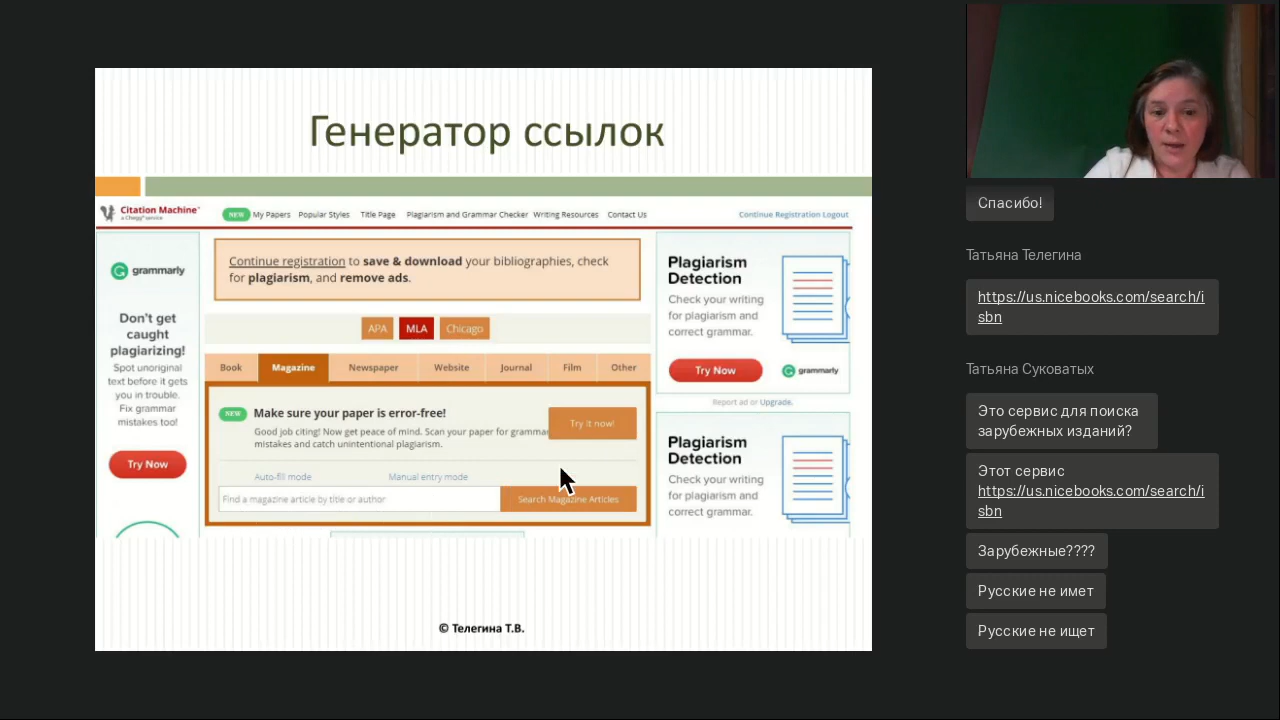 Генератор ссылок
Citation Machine
a Chegg service
NEW My Papers Popular Styles Title Page Plagiarism and Grammar Checker Writing Resources Contact Us
Continue Registration Logout
grammarly
Don't get
caught
plagiarizing!
Spot unoriginal
text before it gets
you in trouble.
Fix grammar
mistakes too!
Try Now
Continue registration to save & download your bibliographies, check
for plagiarism, and remove ads.
APA MLA Chicago
Book Magazine Newspaper Website Journal Film Other
NEW Make sure your paper is error-free!
Good job citing! Now get peace of mind. Scan your paper for grammar
mistakes and catch unintentional plagiarism.
Try it now!
Auto-fill mode Manual entry mode
Find a magazine article by title or author
Search Magazine Articles
Plagiarism
Detection
Check your writing
for plagiarism and
correct grammar.
Try Now
grammarly
Report ad or Upgrade.
Plagiarism
Detection
Check your writing
for plagiarism and
correct grammar.
© Телегина Т.В.
Спасибо!
Татьяна Телегина
https://us.nicebooks.com/search/i
sbn
Татьяна Суковатых
Это сервис для поиска
зарубежных изданий?
Этот сервис
https://us.nicebooks.com/search/i
sbn
Зарубежные????
Русские не имет
Русские не ищет